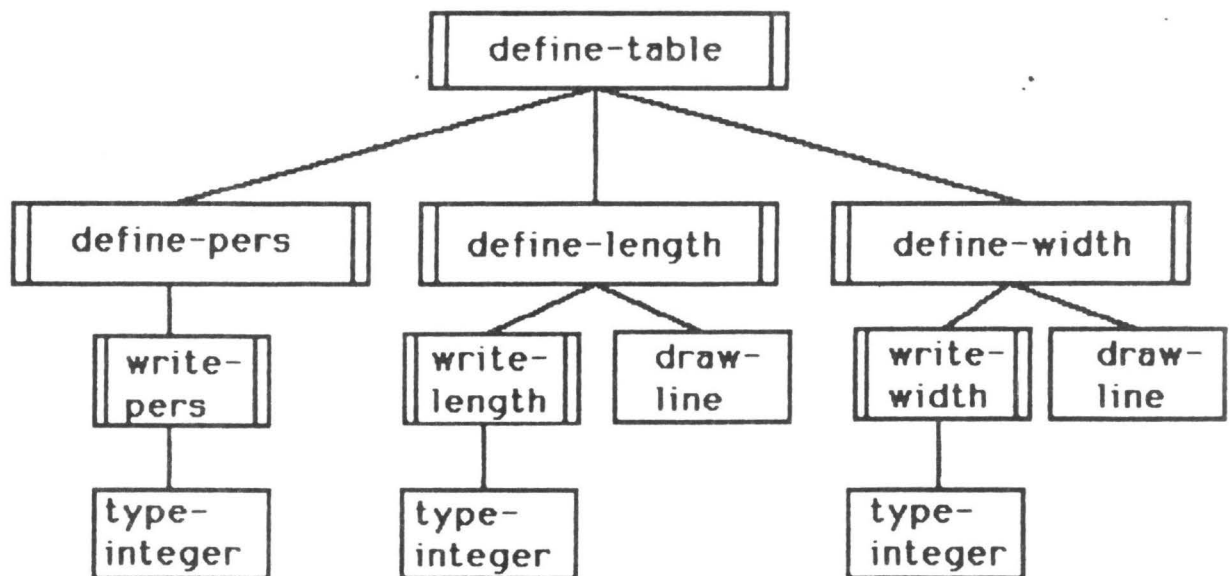 define-table
define-pers
define-length
define-width
write-
pers
write-
length
draw-
line
write-
width
draw-
line
type-
integer
type-
integer
type-
integer